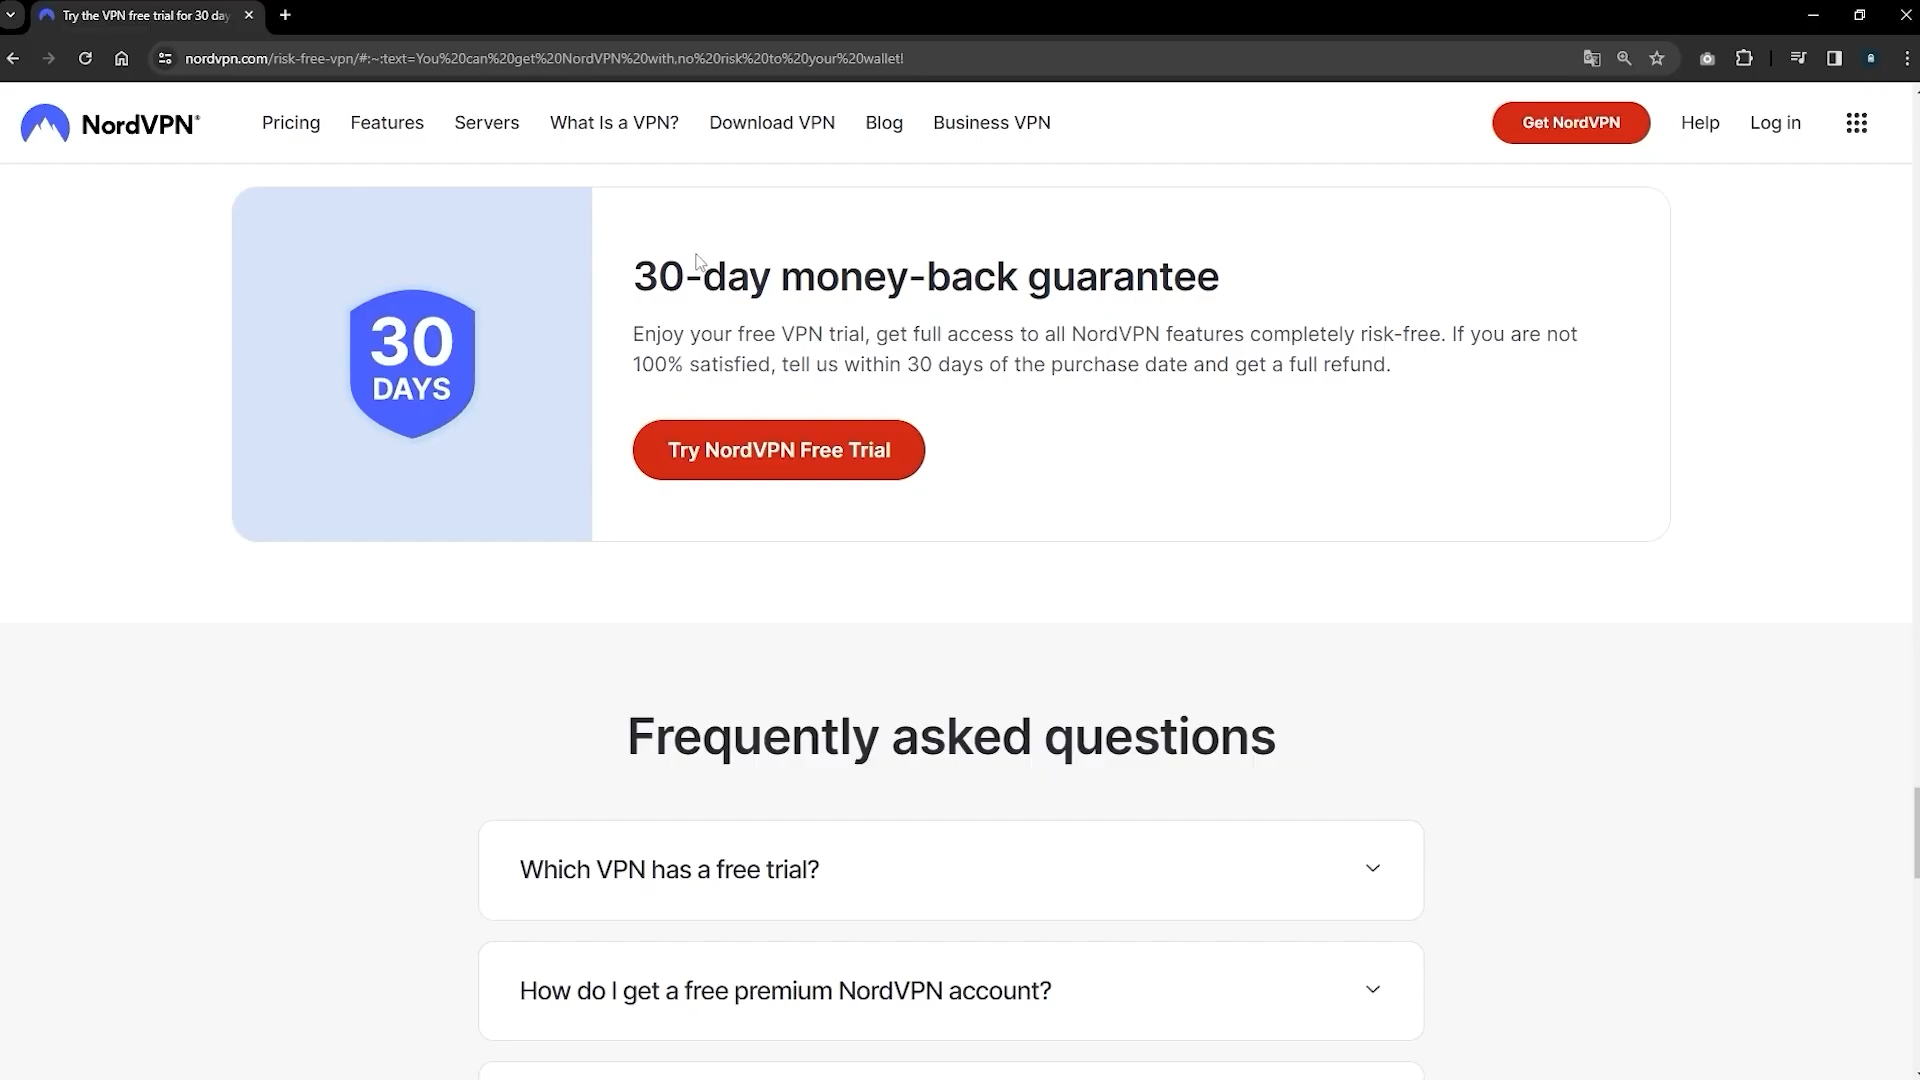 Try the VPN free trial for 30 day
nordvpn.com/risk-free-vpn/#:~:text=You%20can%20get%20NordVPN%20with,no%20risk%20to%20your%20wallet!
NordVPN®
Pricing
Features
Servers
What Is a VPN?
Download VPN
Blog
Business VPN
Get NordVPN
Help
Log in
30
DAYS
30-day money-back guarantee
Enjoy your free VPN trial, get full access to all NordVPN features completely risk-free. If you are not
100% satisfied, tell us within 30 days of the purchase date and get a full refund.
Try NordVPN Free Trial
Frequently asked questions
Which VPN has a free trial?
How do I get a free premium NordVPN account?